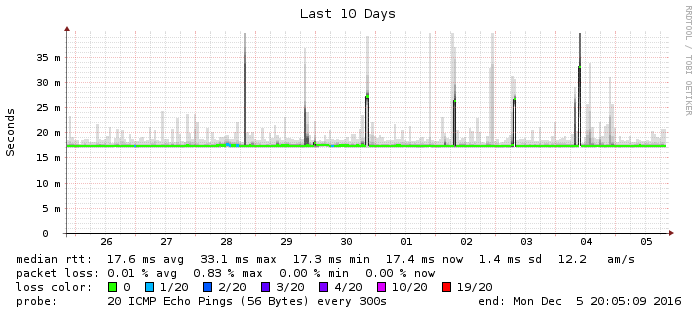 Last 10 Days
RRDTOOL / TOBI OETIKER
Seconds
35 m
30 m
25 m
20 m
15 m
10 m
5 m
0
26 27 28 29 30 01 02 03 04 05
median rtt: 17.6 ms avg 33.1 ms max 17.3 ms min 17.4 ms now 1.4 ms sd 12.2 am/s
packet loss: 0.01 % avg 0.83 % max 0.00 % min 0.00 % now
loss color: 0 1/20 2/20 3/20 4/20 10/20 19/20
probe: 20 ICMP Echo Pings (56 Bytes) every 300s end: Mon Dec 5 20:05:09 2016